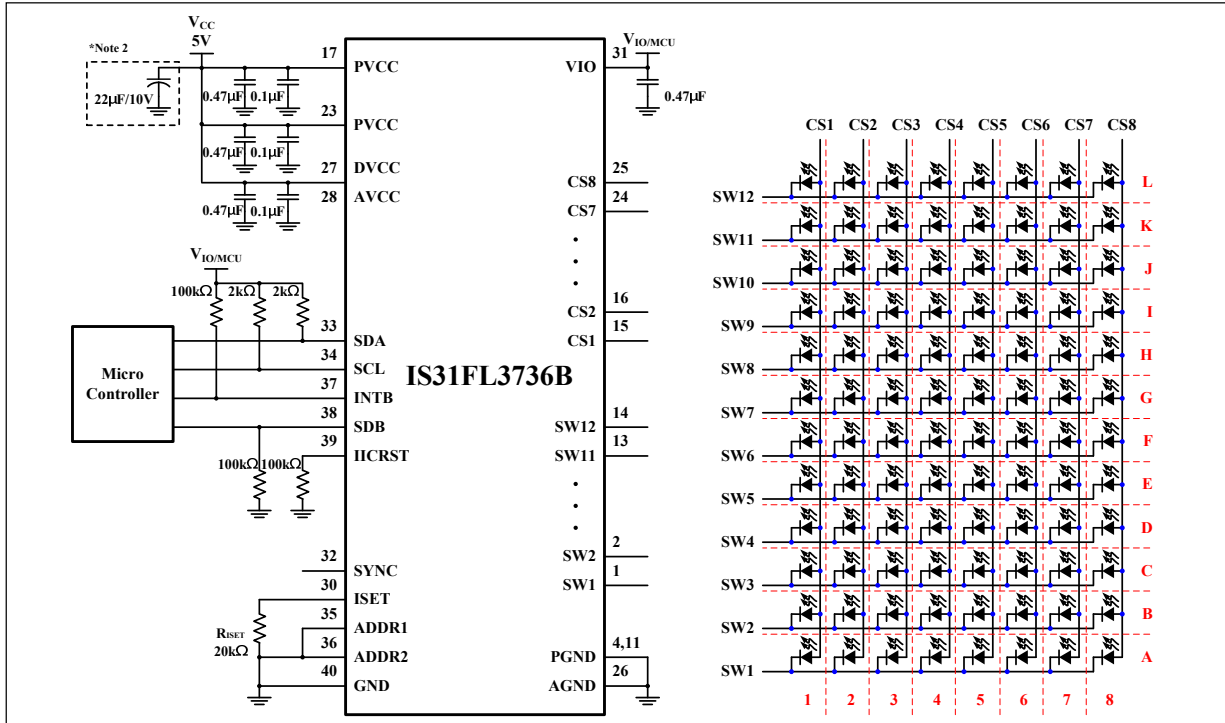 *Note 2
VCC
5V
22µF/10V
0.47µF 0.1µF
0.47µF 0.1µF
0.47µF 0.1µF
17 PVCC
23 PVCC
27 DVCC
28 AVCC
VIO/MCU
100kΩ 2kΩ 2kΩ
Micro
Controller
33 SDA
34 SCL
37 INTB
38 SDB
39 IICRST
100kΩ 100kΩ
32 SYNC
30 ISET
35 ADDR1
36 ADDR2
40 GND
RISET
20kΩ
IS31FL3736B
VIO/MCU
VIO 31
0.47µF
CS8 25
CS7 24
CS2 16
CS1 15
SW12 14
SW11 13
SW2 2
SW1 1
PGND 4,11
AGND 26
CS1 CS2 CS3 CS4 CS5 CS6 CS7 CS8
SW12 L
SW11 K
SW10 J
SW9 I
SW8 H
SW7 G
SW6 F
SW5 E
SW4 D
SW3 C
SW2 B
SW1 A
1 2 3 4 5 6 7 8